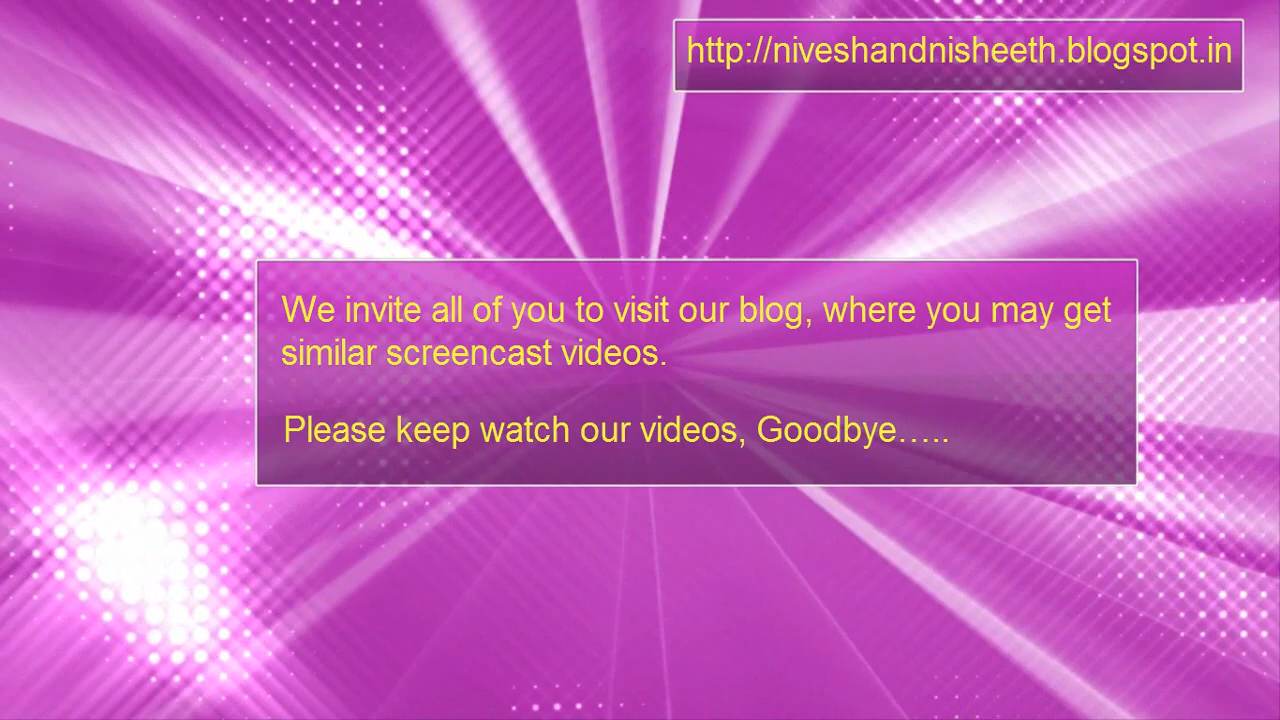 http://niveshandnisheeth.blogspot.in
We invite all of you to visit our blog, where you may get
similar screencast videos.
Please keep watch our videos, Goodbye…..